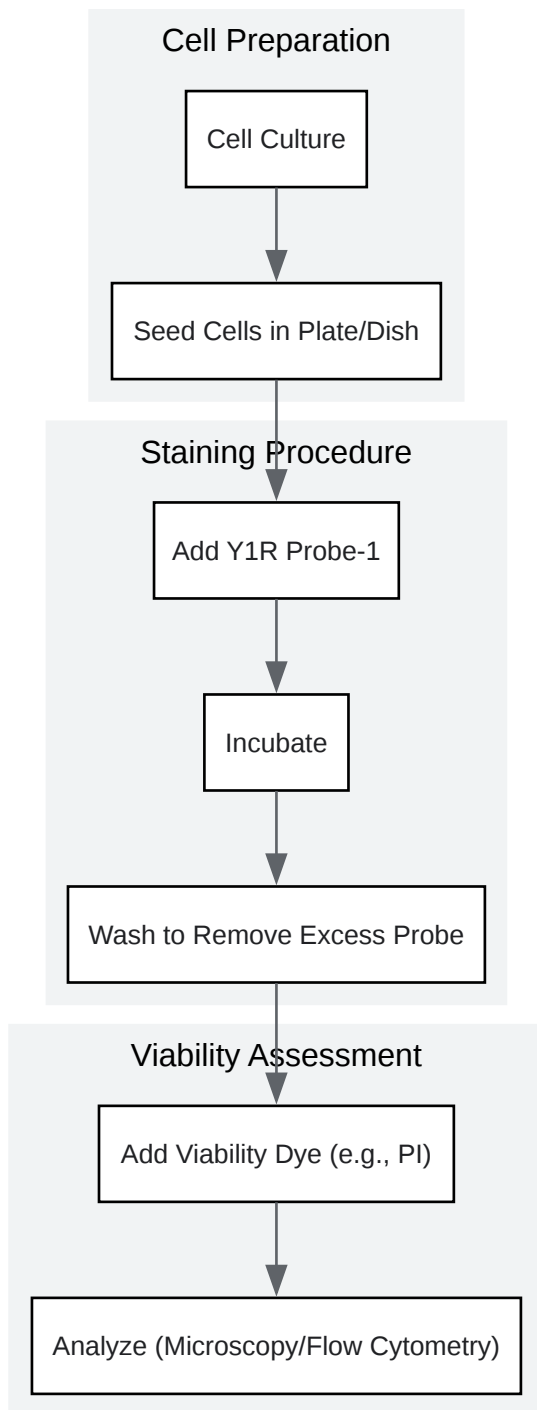 Cell Preparation
Cell Culture
Seed Cells in Plate/Dish
Staining Procedure
Add Y1R Probe-1
Incubate
Wash to Remove Excess Probe
Viability Assessment
Add Viability Dye (e.g., PI)
Analyze (Microscopy/Flow Cytometry)